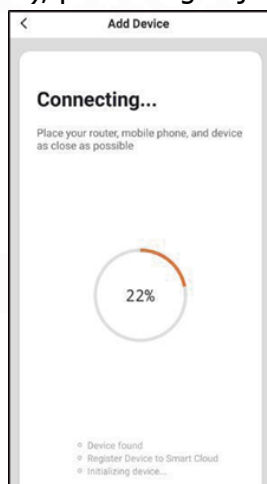 Add Device
Connecting...
Place your router, mobile phone, and device
as close as possible
22%
Device found
Register Device to Smart Cloud
Initializing device...